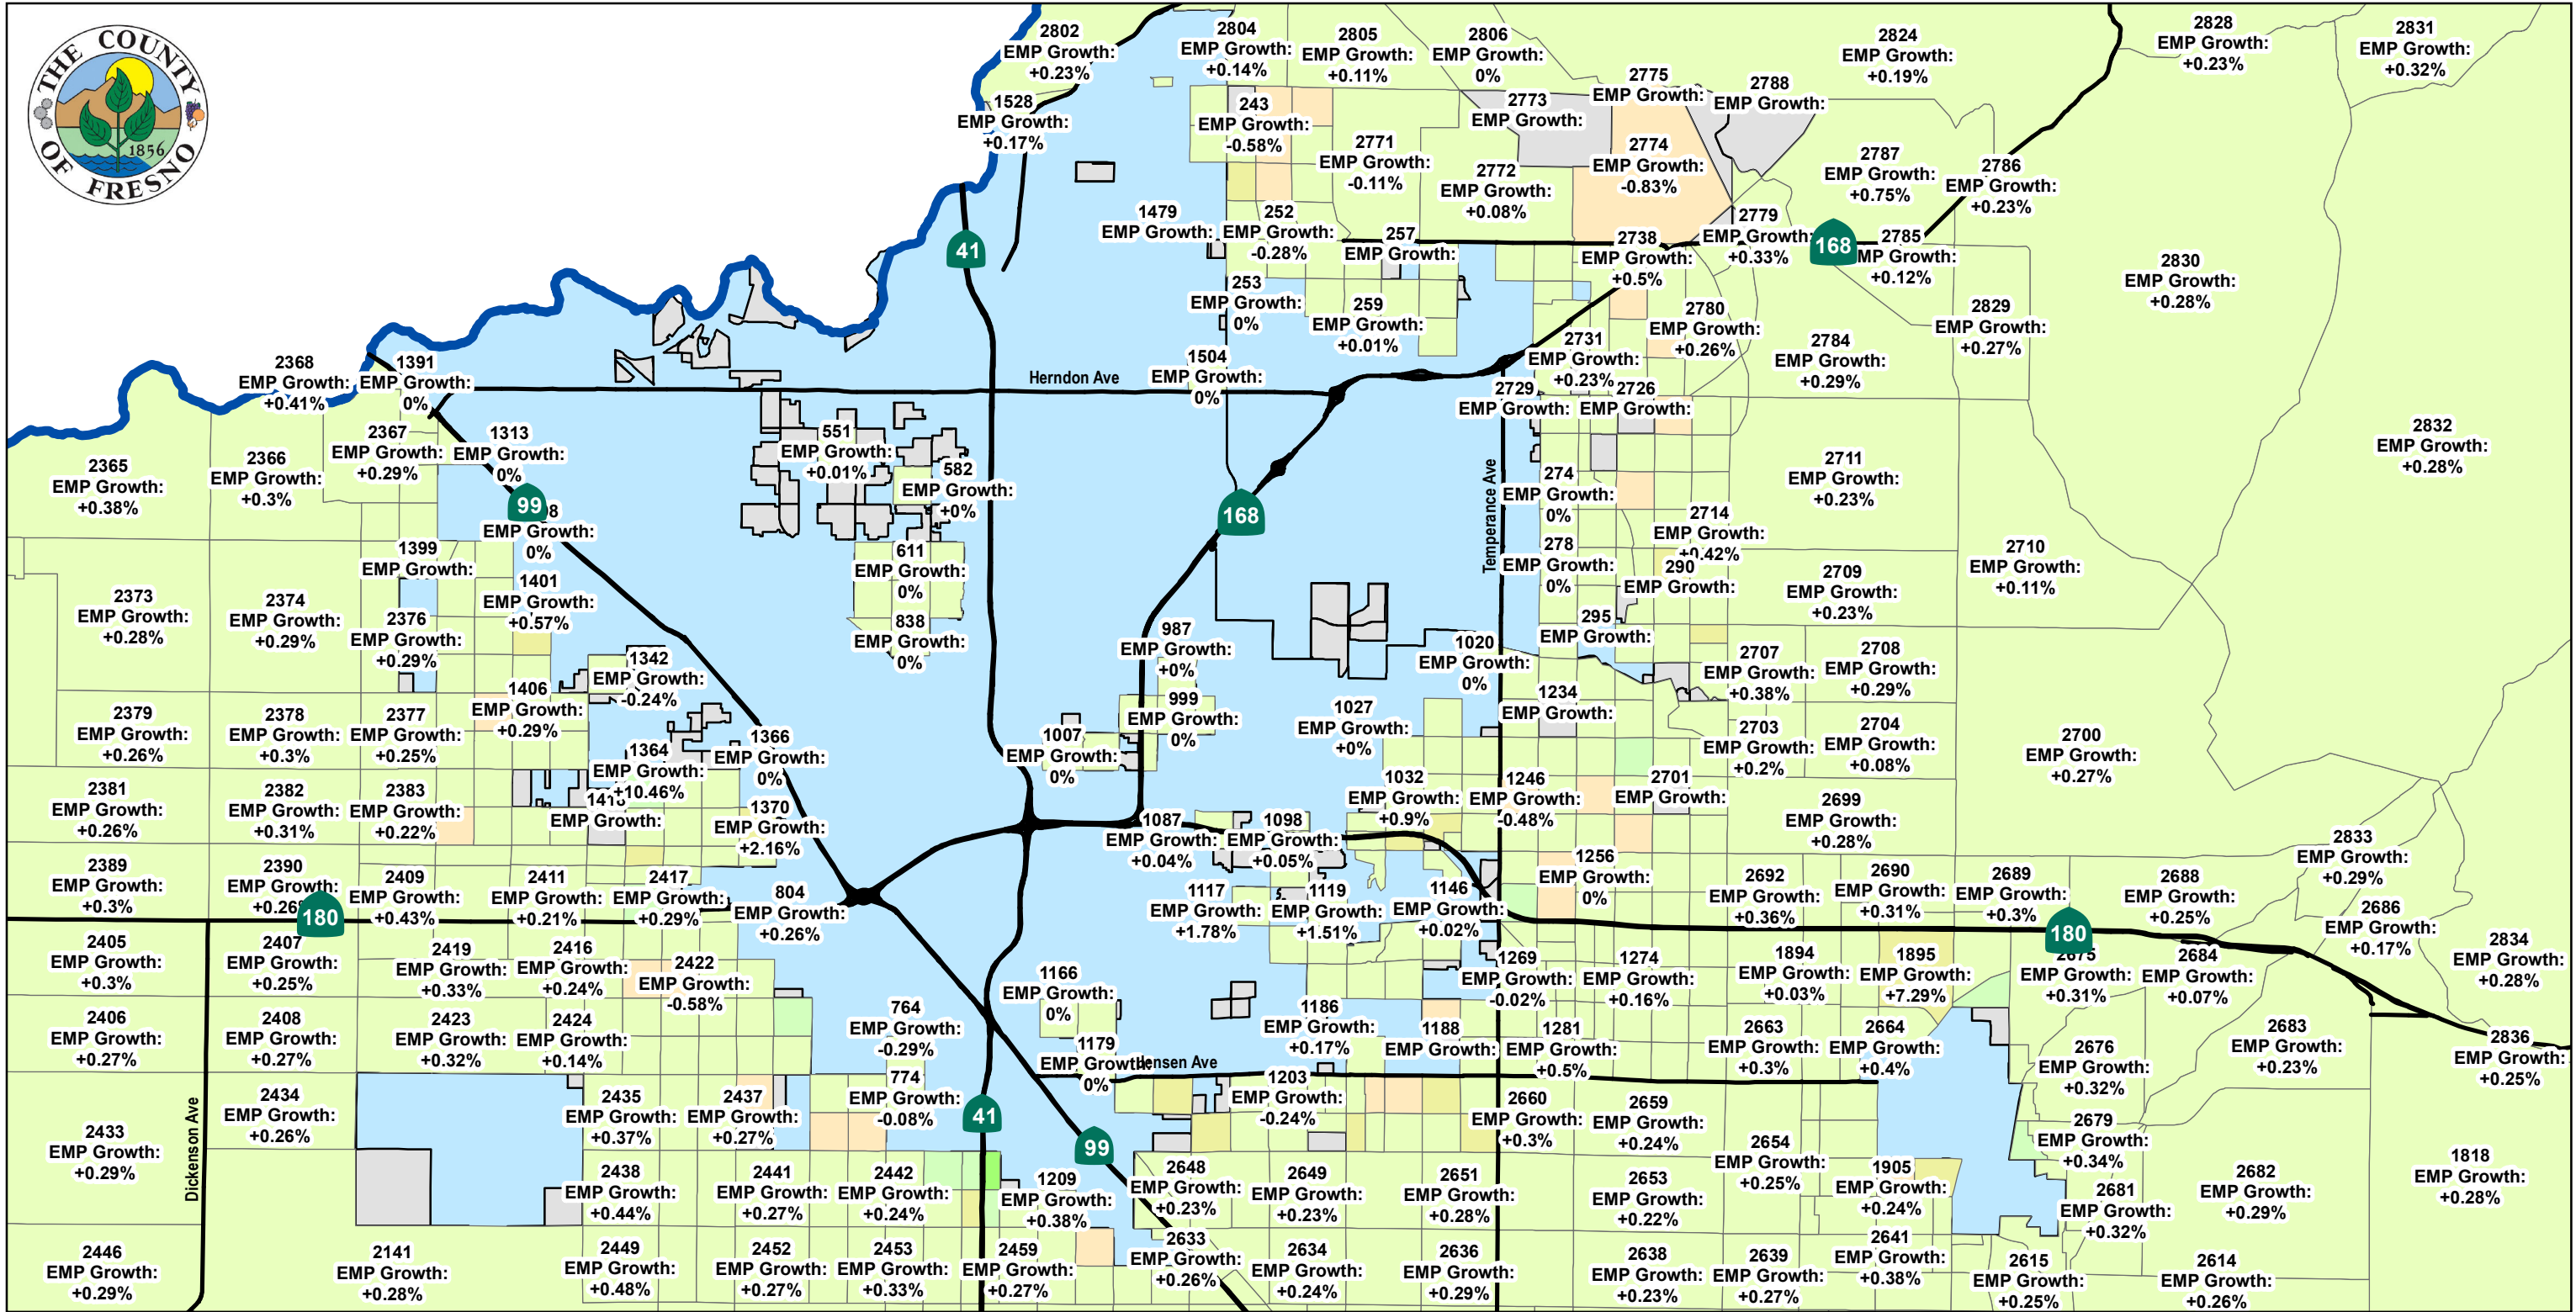 THE COUNTY
OF FRESNO
1856
2802
EMP Growth:
+0.23%
2804
EMP Growth:
+0.14%
2805
EMP Growth:
+0.11%
2806
EMP Growth:
0%
2824
EMP Growth:
+0.19%
2828
EMP Growth:
+0.23%
2831
EMP Growth:
+0.32%
1528
EMP Growth:
+0.17%
243
EMP Growth:
-0.58%
2771
EMP Growth:
-0.11%
2773
EMP Growth:
2775
EMP Growth:
2788
EMP Growth:
2772
EMP Growth:
+0.08%
2774
EMP Growth:
-0.83%
2787
EMP Growth:
+0.75%
2786
EMP Growth:
+0.23%
41
1479
EMP Growth:
252
EMP Growth:
-0.28%
257
EMP Growth:
2738
EMP Growth:
+0.5%
2779
EMP Growth:
+0.33%
168
2785
MP Growth:
+0.12%
2830
EMP Growth:
+0.28%
253
EMP Growth:
0%
259
EMP Growth:
+0.01%
2780
EMP Growth:
+0.26%
2829
EMP Growth:
+0.27%
2368
EMP Growth:
+0.41%
1391
EMP Growth:
0%
Herndon Ave
1504
EMP Growth:
0%
2731
EMP Growth:
+0.23%
2784
EMP Growth:
+0.29%
2729
EMP Growth:
2726
EMP Growth:
2365
EMP Growth:
+0.38%
2366
EMP Growth:
+0.3%
2367
EMP Growth:
+0.29%
1313
EMP Growth:
0%
551
EMP Growth:
+0.01%
582
EMP Growth:
+0%
2832
EMP Growth:
+0.28%
99
8
EMP Growth:
0%
168
Temperance Ave
274
EMP Growth:
0%
2711
EMP Growth:
+0.23%
2714
EMP Growth:
+0.42%
1399
EMP Growth:
611
EMP Growth:
0%
278
EMP Growth:
0%
290
EMP Growth:
2709
EMP Growth:
+0.23%
2710
EMP Growth:
+0.11%
2373
EMP Growth:
+0.28%
2374
EMP Growth:
+0.29%
2376
EMP Growth:
+0.29%
1401
EMP Growth:
+0.57%
838
EMP Growth:
0%
987
EMP Growth:
+0%
1020
EMP Growth:
0%
295
EMP Growth:
2707
EMP Growth:
+0.38%
2708
EMP Growth:
+0.29%
1342
EMP Growth:
-0.24%
2379
EMP Growth:
+0.26%
2378
EMP Growth:
+0.3%
2377
EMP Growth:
+0.25%
1406
EMP Growth:
+0.29%
1364
EMP Growth:
+10.46%
1366
EMP Growth:
0%
1007
EMP Growth:
0%
999
EMP Growth:
0%
1027
EMP Growth:
+0%
1234
EMP Growth:
2703
EMP Growth:
+0.2%
2704
EMP Growth:
+0.08%
2700
EMP Growth:
+0.27%
2381
EMP Growth:
+0.26%
2382
EMP Growth:
+0.31%
2383
EMP Growth:
+0.22%
EMP Growth:
1370
EMP Growth:
+2.16%
1087
EMP Growth:
+0.04%
1098
EMP Growth:
+0.05%
1032
EMP Growth:
+0.9%
1246
EMP Growth:
-0.48%
2701
EMP Growth:
2699
EMP Growth:
+0.28%
2833
EMP Growth:
+0.29%
2389
EMP Growth:
+0.3%
2390
EMP Growth:
+0.26
180
2409
EMP Growth:
+0.43%
2411
EMP Growth:
+0.21%
2417
EMP Growth:
+0.29%
804
EMP Growth:
+0.26%
1117
EMP Growth:
+1.78%
1119
EMP Growth:
+1.51%
1146
EMP Growth:
+0.02%
1256
EMP Growth:
0%
2692
EMP Growth:
+0.36%
2690
EMP Growth:
+0.31%
2689
EMP Growth:
+0.3%
2688
EMP Growth:
+0.25%
2686
EMP Growth:
+0.17%
180
2405
EMP Growth:
+0.3%
2407
EMP Growth:
+0.25%
2419
EMP Growth:
+0.33%
2416
EMP Growth:
+0.24%
2422
EMP Growth:
-0.58%
1166
EMP Growth:
0%
1269
EMP Growth:
-0.02%
1274
EMP Growth:
+0.16%
1894
EMP Growth:
+0.03%
1895
EMP Growth:
+7.29%
2675
EMP Growth:
+0.31%
2684
EMP Growth:
+0.07%
2834
EMP Growth:
+0.28%
2406
EMP Growth:
+0.27%
2408
EMP Growth:
+0.27%
2423
EMP Growth:
+0.32%
2424
EMP Growth:
+0.14%
764
EMP Growth:
-0.29%
1179
EMP Growth:
0%
Jensen Ave
1186
EMP Growth:
+0.17%
1188
EMP Growth:
1281
EMP Growth:
+0.5%
2663
EMP Growth:
+0.3%
2664
EMP Growth:
+0.4%
2676
EMP Growth:
+0.32%
2683
EMP Growth:
+0.23%
2836
EMP Growth:
+0.25%
2433
EMP Growth:
+0.29%
Dickenson Ave
2434
EMP Growth:
+0.26%
2435
EMP Growth:
+0.37%
2437
EMP Growth:
+0.27%
774
EMP Growth:
-0.08%
41
99
1203
EMP Growth:
-0.24%
2660
EMP Growth:
+0.3%
2659
EMP Growth:
+0.24%
2654
EMP Growth:
+0.25%
2679
EMP Growth:
+0.34%
2438
EMP Growth:
+0.44%
2441
EMP Growth:
+0.27%
2442
EMP Growth:
+0.24%
1209
EMP Growth:
+0.38%
2648
EMP Growth:
+0.23%
2649
EMP Growth:
+0.23%
2651
EMP Growth:
+0.28%
2653
EMP Growth:
+0.22%
1905
EMP Growth:
+0.24%
2681
EMP Growth:
+0.32%
2682
EMP Growth:
+0.29%
1818
EMP Growth:
+0.28%
2446
EMP Growth:
+0.29%
2141
EMP Growth:
+0.28%
2449
EMP Growth:
+0.48%
2452
EMP Growth:
+0.27%
2453
EMP Growth:
+0.33%
2459
EMP Growth:
+0.27%
2633
EMP Growth:
+0.26%
2634
EMP Growth:
+0.24%
2636
EMP Growth:
+0.29%
2638
EMP Growth:
+0.23%
2639
EMP Growth:
+0.27%
2641
EMP Growth:
+0.38%
2615
EMP Growth:
+0.25%
2614
EMP Growth:
+0.26%